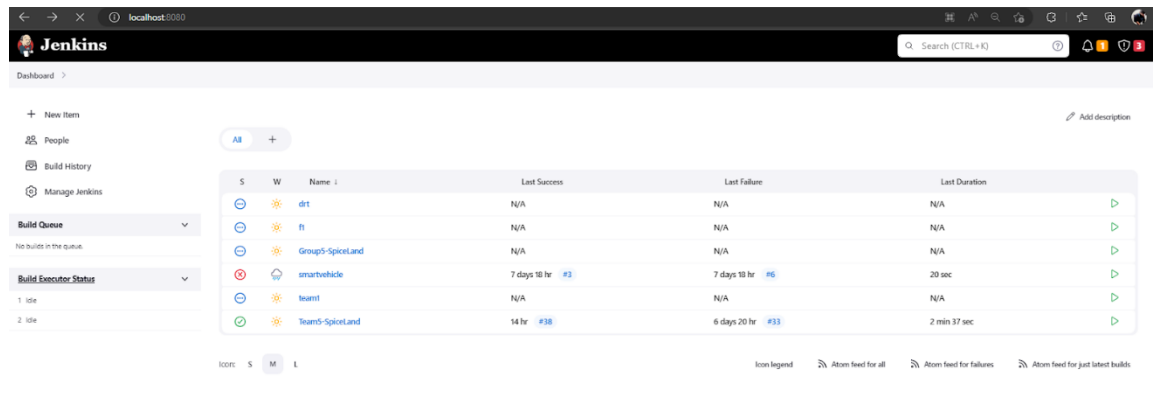 localhost:8080
Jenkins
Search (CTRL+K)
1
3
Dashboard
New Item
Add description
People
All +
Build History
Manage Jenkins
S W Name ↓ Last Success Last Failure Last Duration
drt N/A N/A N/A
Build Queue
No builds in the queue.
N/A N/A N/A
Group5-SpiceLand N/A N/A N/A
Build Executor Status
smartvehicle 7 days 18 hr #3 7 days 18 hr #6 20 sec
1 Idle
team1 N/A N/A N/A
2 Idle
Team5-SpiceLand 14 hr #38 6 days 20 hr #33 2 min 37 sec
Icon: S M L
Icon legend Atom feed for all Atom feed for failures Atom feed for just latest builds